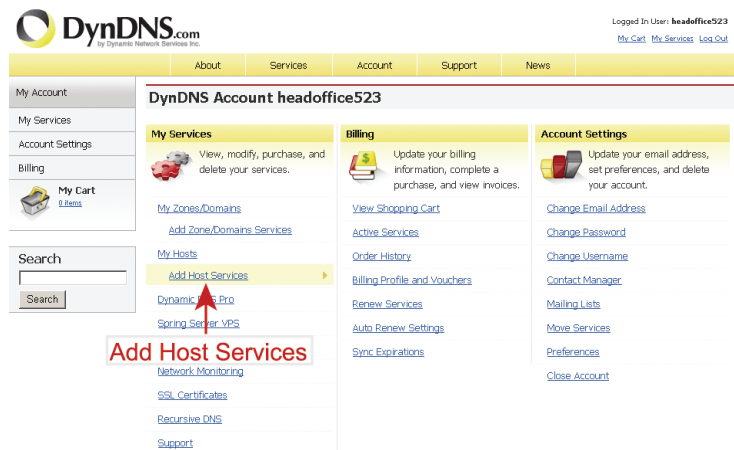 DynDNS.com
by Dynamic Network Services Inc.
Logged In User: headoffice523
My Cart My Services Log Out
About Services Account Support News
My Account
My Services
Account Settings
Billing
My Cart
0 items
Search
Search
DynDNS Account headoffice523
My Services
View, modify, purchase, and
delete your services.
My Zones/Domains
Add Zone/Domains Services
My Hosts
Add Host Services
Dynamic Pro
Spring Server VPS
Add Host Services
Network Monitoring
SSL Certificates
Recursive DNS
Support
Billing
Update your billing
information, complete a
purchase, and view invoices.
View Shopping Cart
Active Services
Order History
Billing Profile and Vouchers
Renew Services
Auto Renew Settings
Sync Expirations
Account Settings
Update your email address,
set preferences, and delete
your account.
Change Email Address
Change Password
Change Username
Contact Manager
Mailing Lists
Move Services
Preferences
Close Account